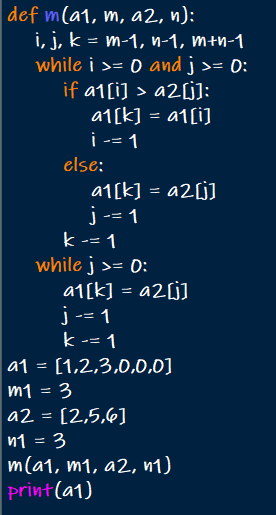 def m(a1, m, a2, n):
    i, j, k = m-1, n-1, m+n-1
    while i >= 0 and j >= 0:
        if a1[i] > a2[j]:
            a1[k] = a1[i]
            i -= 1
        else:
            a1[k] = a2[j]
            j -= 1
        k -= 1
    while j >= 0:
        a1[k] = a2[j]
        j -= 1
        k -= 1
a1 = [1,2,3,0,0,0]
m1 = 3
a2 = [2,5,6]
n1 = 3
m(a1, m1, a2, n1)
print(a1)